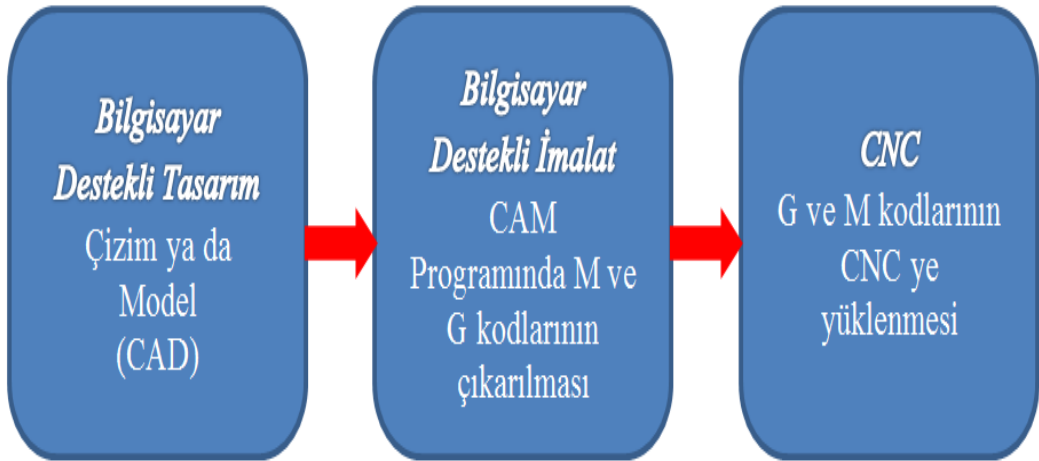 Bilgisayar
Destekli Tasarım
Çizim ya da
Model
(CAD)
Bilgisayar
Destekli İmalat
CAM
Programında M ve
G kodlarının
çıkarılması
CNC
G ve M kodlarının
CNC ye
yüklenmesi